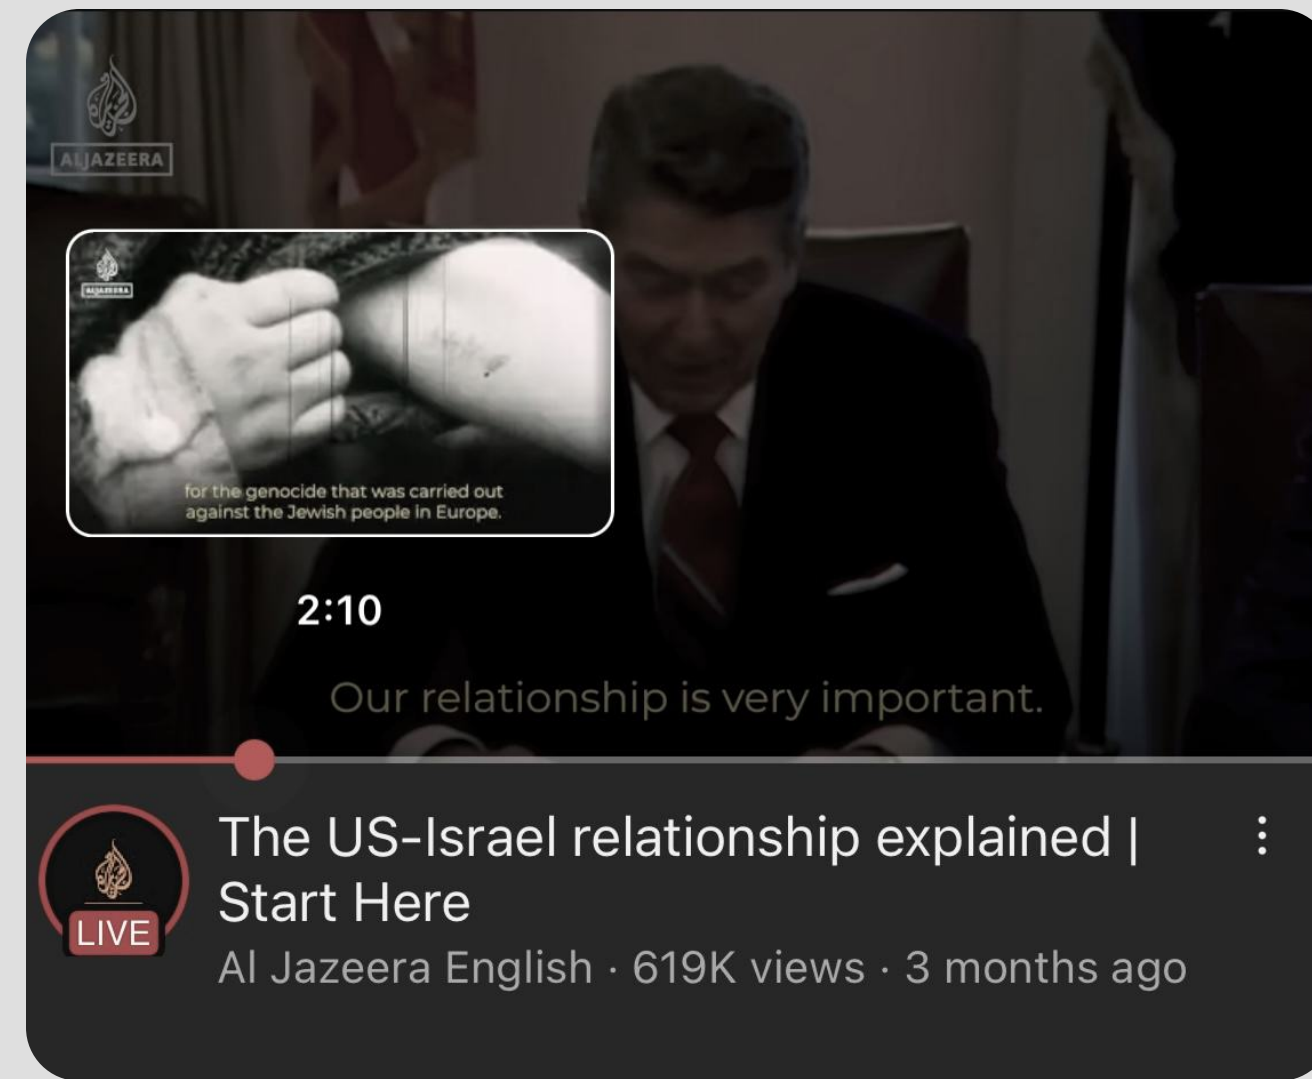 ALJAZEERA
ALJAZEERA
for the genocide that was carried out
against the Jewish people in Europe.
2:10
Our relationship is very important.
The US-Israel relationship explained |
Start Here
LIVE
Al Jazeera English · 619K views · 3 months ago